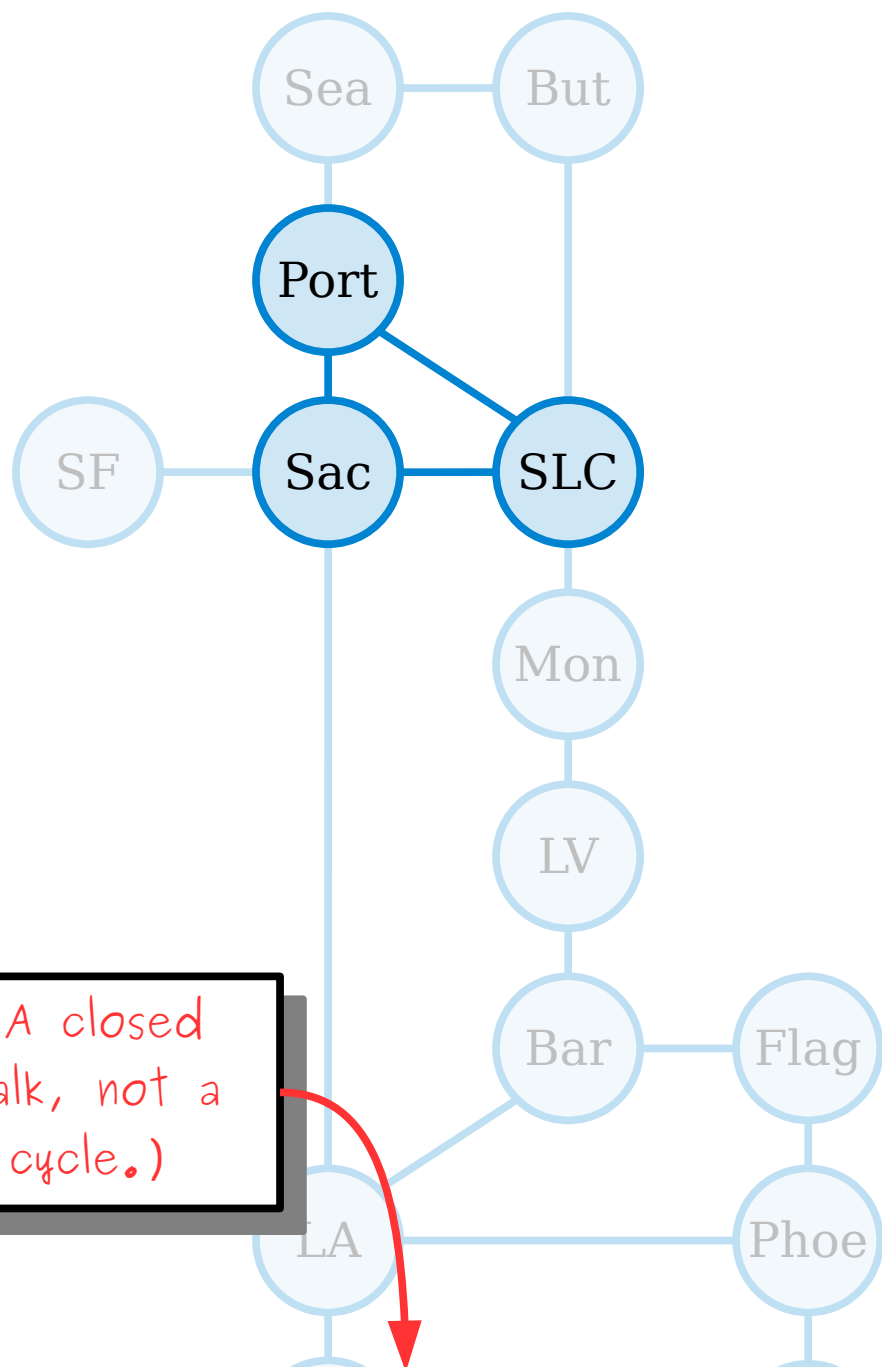 Sea But
Port
SF Sac SLC
Mon
LV
A closed
alk, not a
cycle.)
Bar Flag
LA Phoe